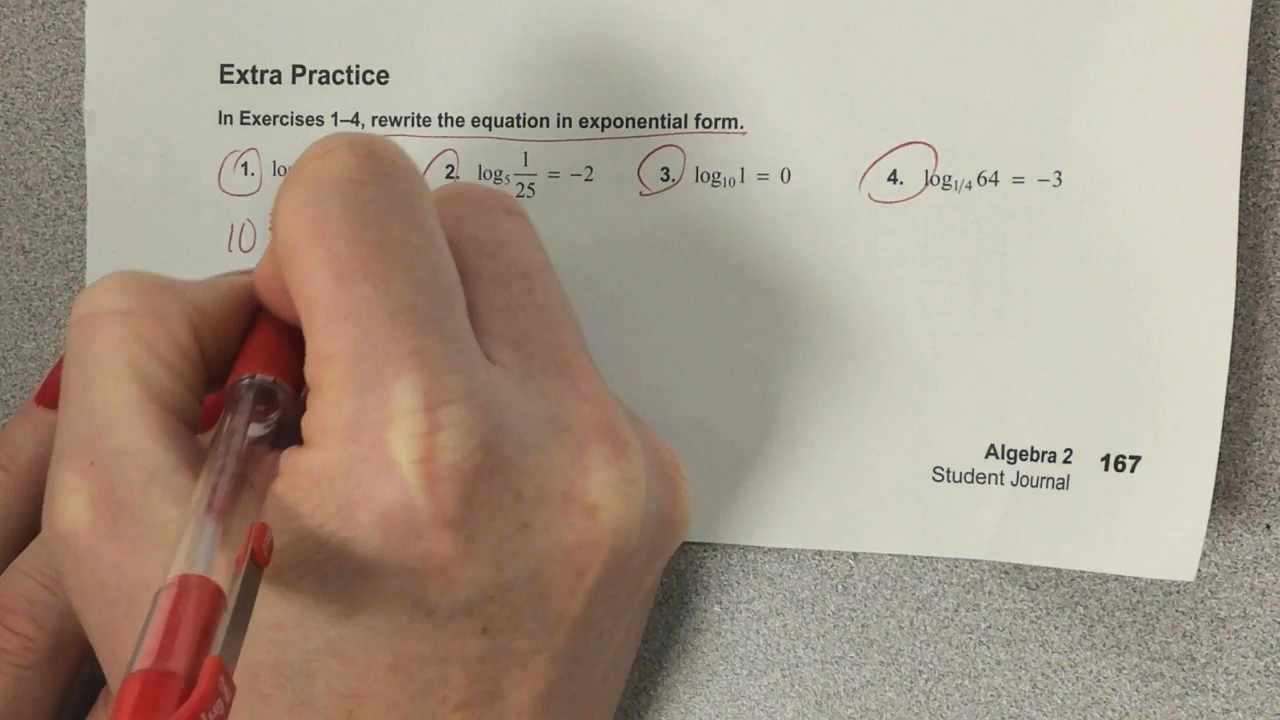 Extra Practice
In Exercises 1–4, rewrite the equation in exponential form.
1. lo 2. log₅ 1/25 = −2 3. log₁₀ 1 = 0 4. log₁/₄ 64 = −3
10
Algebra 2 167
Student Journal